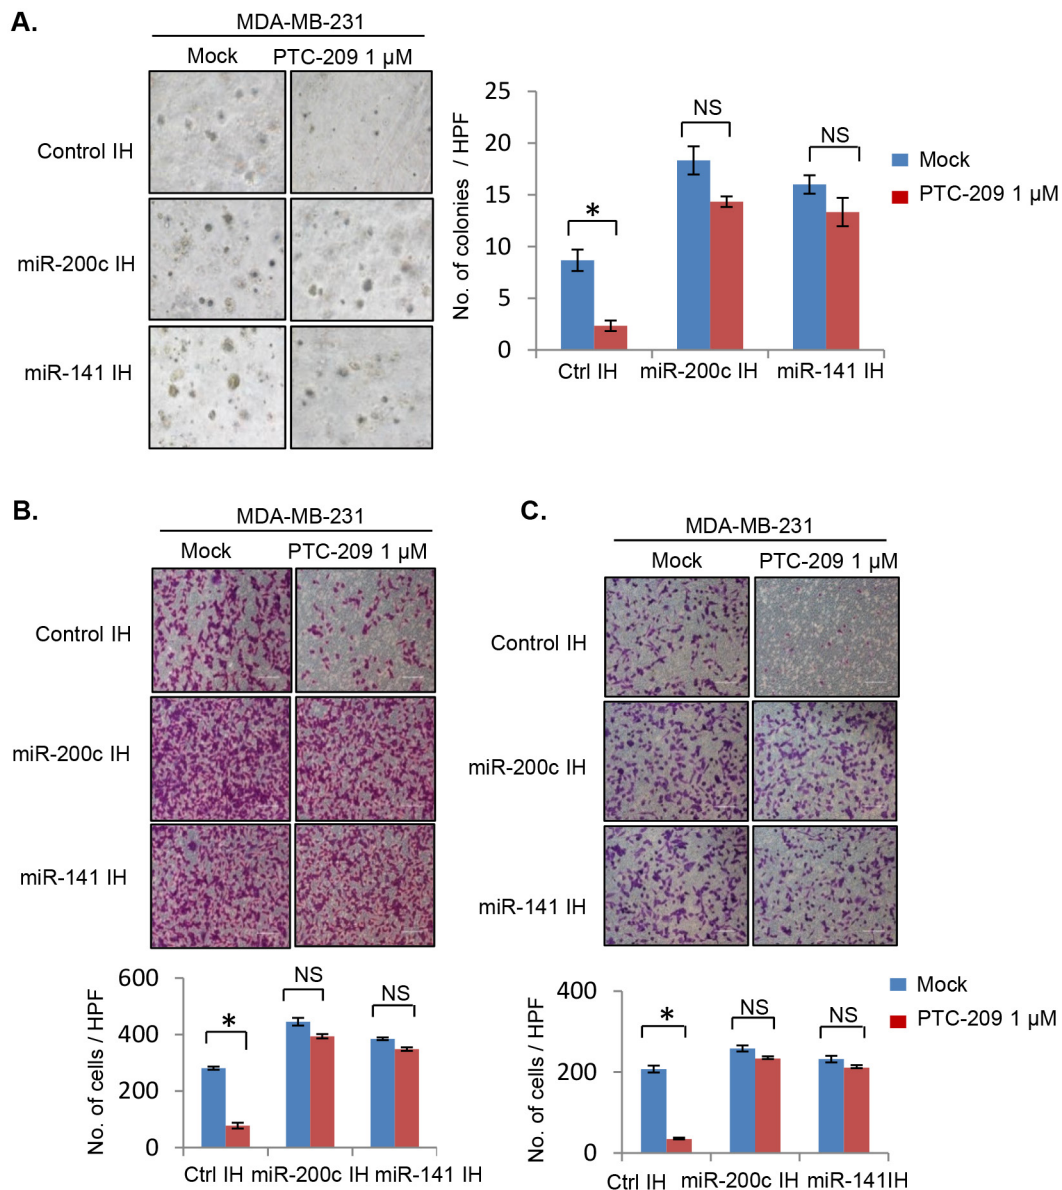 A.
MDA-MB-231
Mock PTC-209 1 µM
Control IH
miR-200c IH
miR-141 IH
No. of colonies / HPF
25
20
15
10
5
0
*
NS
NS
Ctrl IH miR-200c IH miR-141 IH
Mock
PTC-209 1 µM
B.
MDA-MB-231
Mock PTC-209 1 µM
Control IH
miR-200c IH
miR-141 IH
No. of cells / HPF
600
400
200
0
*
NS
NS
Ctrl IH miR-200c IH miR-141 IH
C.
MDA-MB-231
Mock PTC-209 1 µM
Control IH
miR-200c IH
miR-141 IH
No. of cells / HPF
400
200
0
*
NS
NS
Ctrl IH miR-200c IH miR-141IH
Mock
PTC-209 1 µM